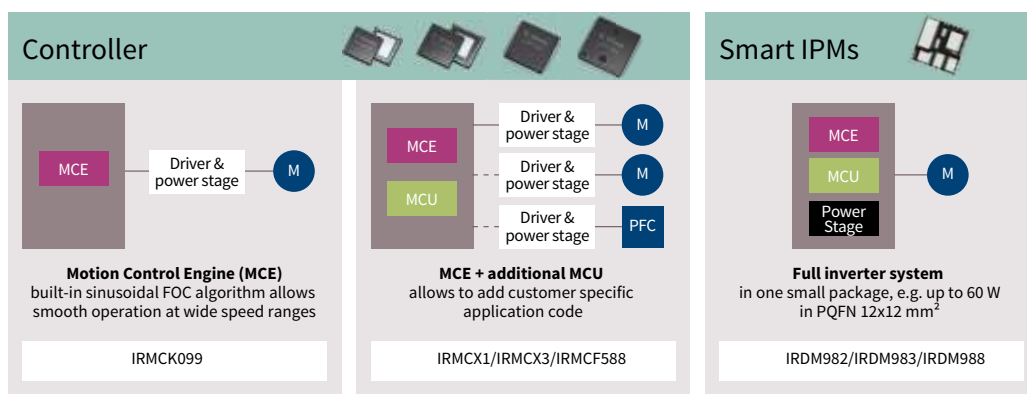 Controller
Smart IPMs
MCE
Driver &
power stage
M
Motion Control Engine (MCE)
built-in sinusoidal FOC algorithm allows
smooth operation at wide speed ranges
IRMCK099
MCE
MCU
Driver &
power stage
M
Driver &
power stage
M
Driver &
power stage
PFC
MCE + additional MCU
allows to add customer specific
application code
IRMCX1/IRMCX3/IRMCF588
MCE
MCU
Power
Stage
M
Full inverter system
in one small package, e.g. up to 60 W
in PQFN 12x12 mm²
IRDM982/IRDM983/IRDM988